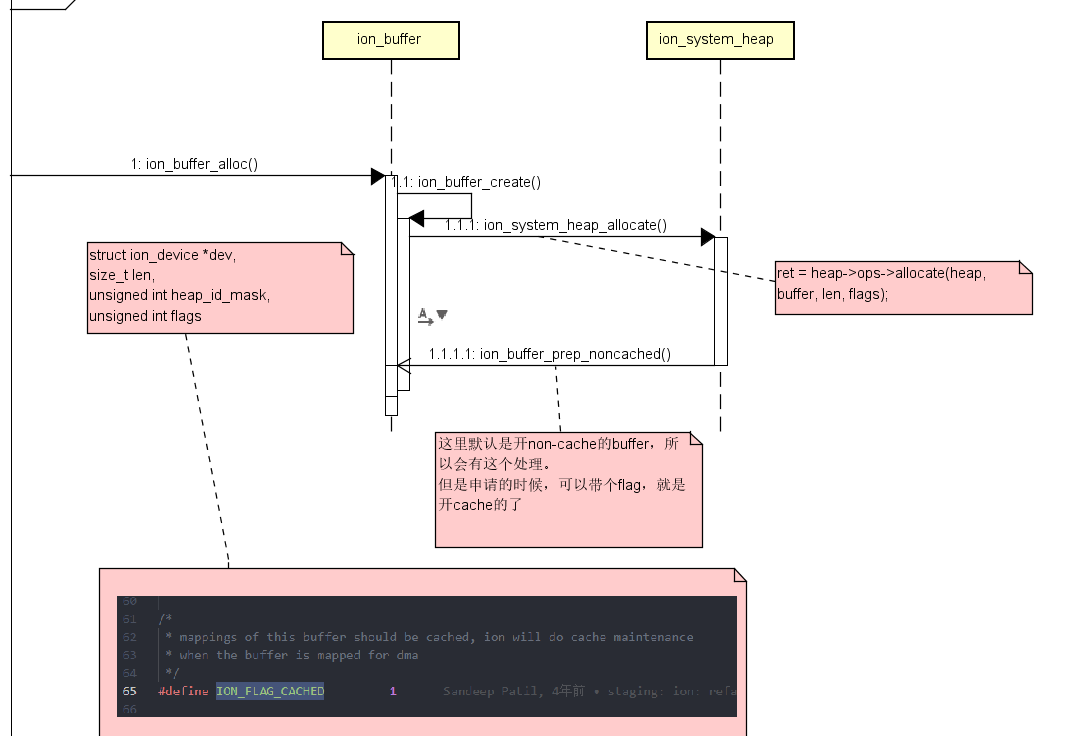 ion_buffer
ion_system_heap
1: ion_buffer_alloc()
1.1: ion_buffer_create()
1.1.1: ion_system_heap_allocate()
struct ion_device *dev,
size_t len,
unsigned int heap_id_mask,
unsigned int flags
ret = heap->ops->allocate(heap,
buffer, len, flags);
A
1.1.1.1: ion_buffer_prep_noncached()
这里默认是开non-cache的buffer，所
以会有这个处理。
但是申请的时候，可以带个flag，就是
开cache的了
60
61 /*
62 * mappings of this buffer should be cached, ion will do cache maintenance
63 * when the buffer is mapped for dma
64 */
65 #define ION_FLAG_CACHED 1 Sandeep Patil, 4年前 • staging: ion: refa
66